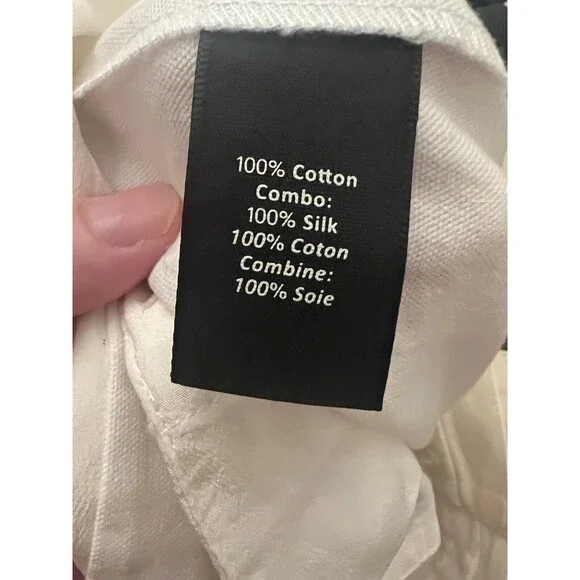 100% Cotton
Combo:
100% Silk
100% Coton
Combine:
100% Soie